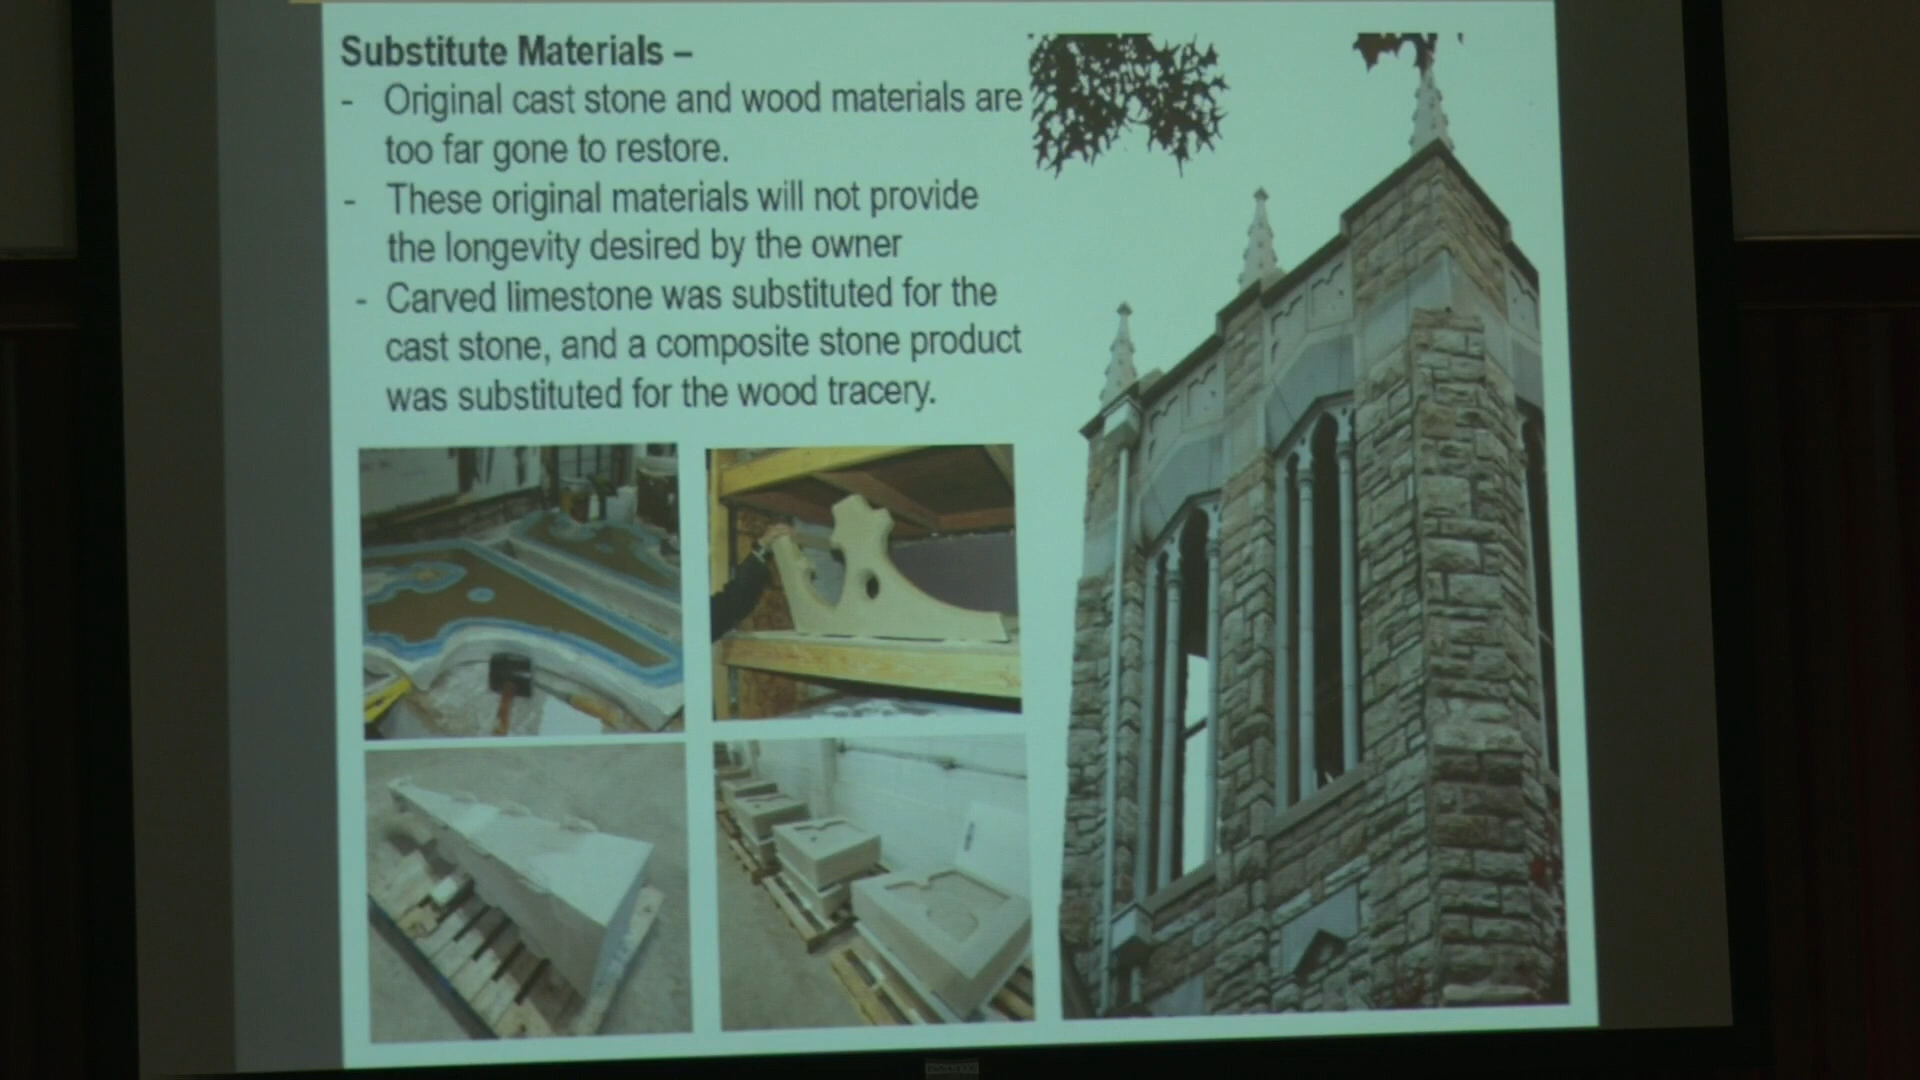 Substitute Materials –
- Original cast stone and wood materials are
too far gone to restore.
- These original materials will not provide
the longevity desired by the owner
- Carved limestone was substituted for the
cast stone, and a composite stone product
was substituted for the wood tracery.